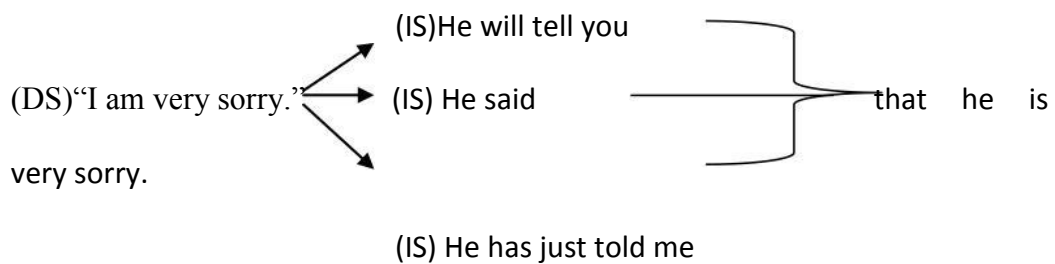 (IS)He will tell you
(DS)“I am very sorry.” (IS) He said that he is
very sorry.
(IS) He has just told me